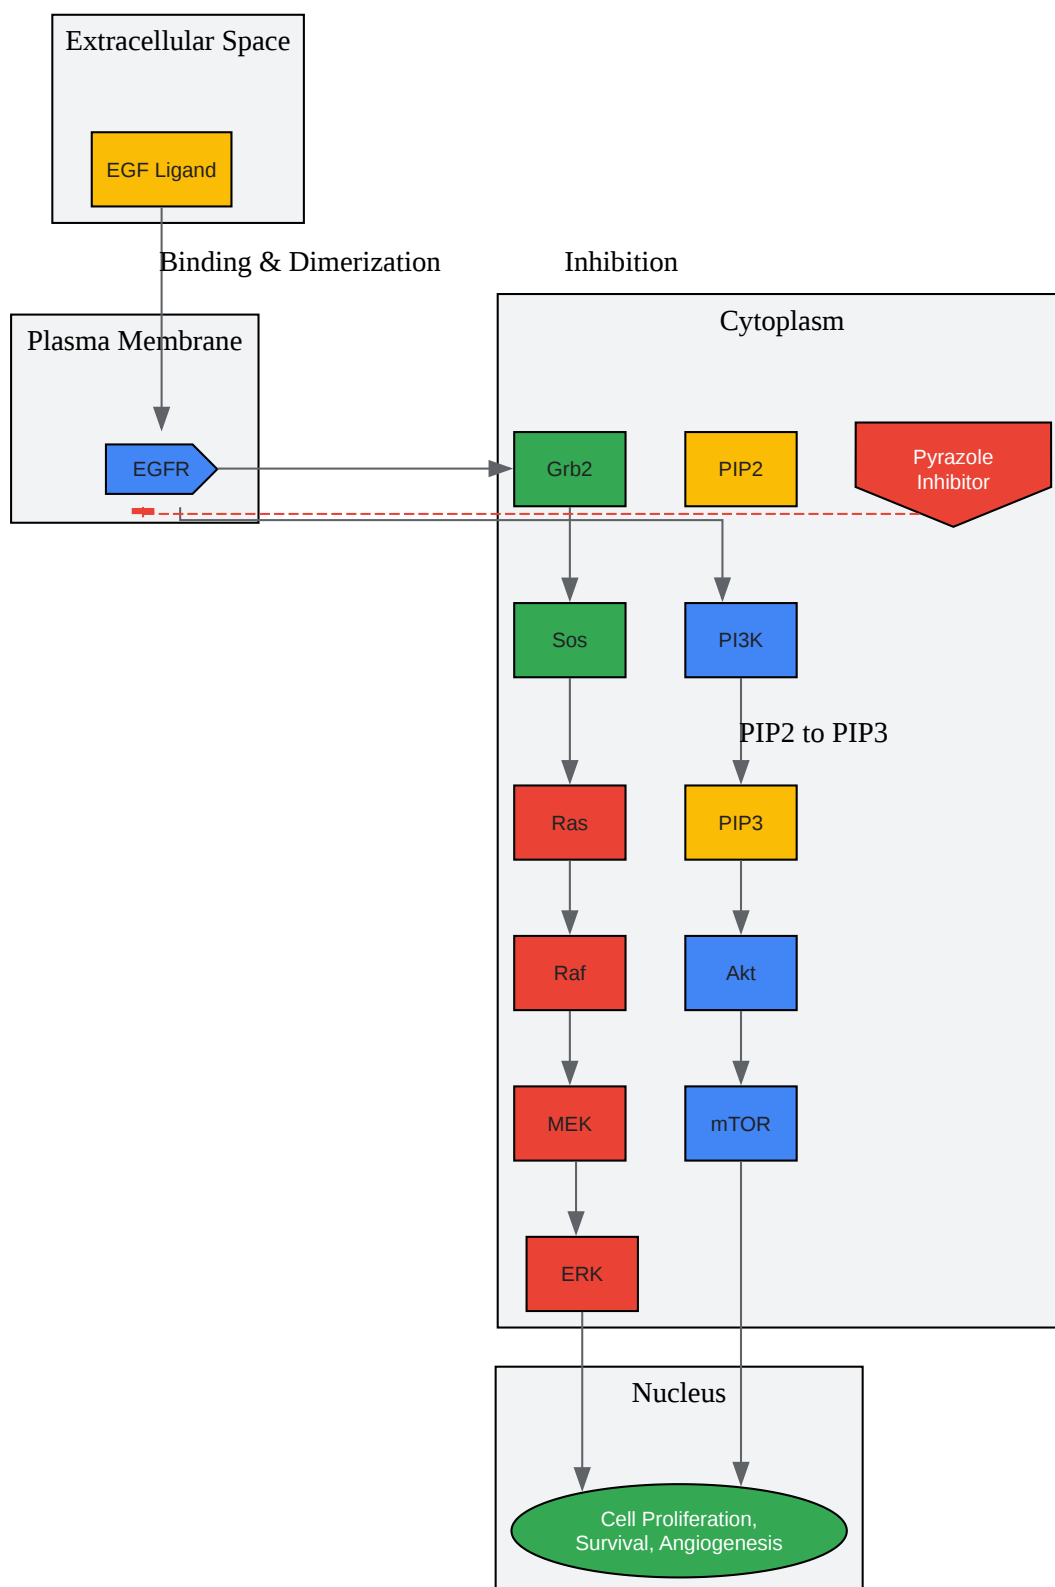 Extracellular Space
EGF Ligand
Binding & Dimerization
Inhibition
Plasma Membrane
Cytoplasm
EGFR
Grb2
PIP2
Pyrazole
Inhibitor
Sos
PI3K
PIP2 to PIP3
Ras
PIP3
Raf
Akt
MEK
mTOR
ERK
Nucleus
Cell Proliferation,
Survival, Angiogenesis